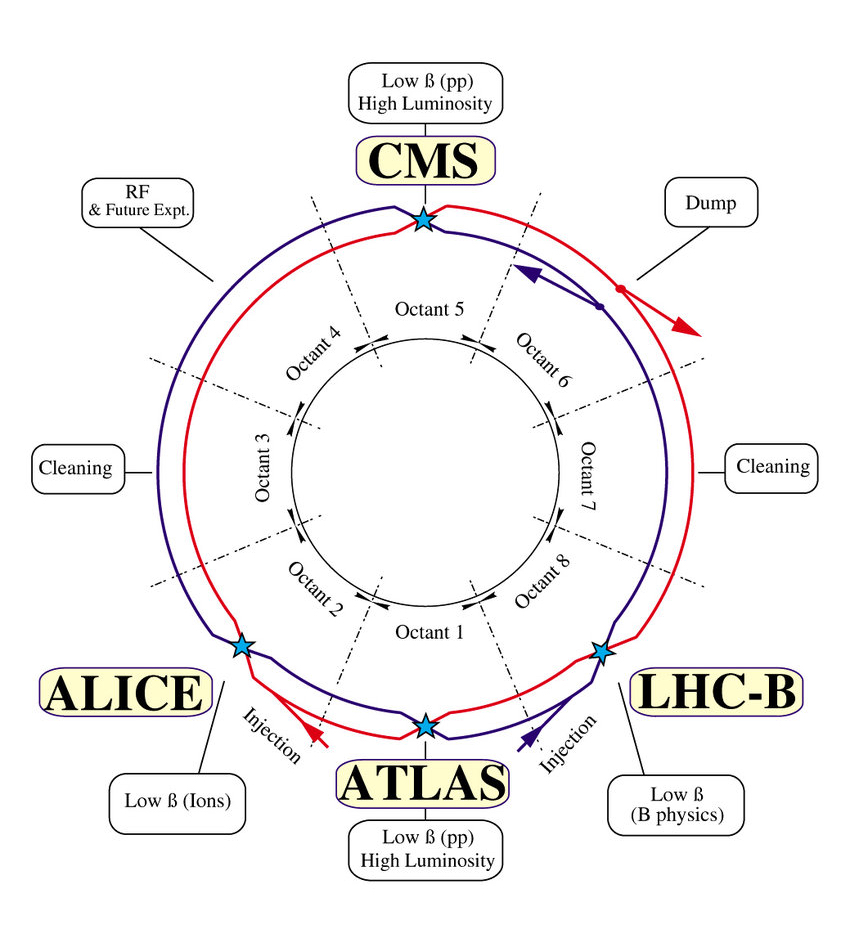 Low ß (pp)
High Luminosity
CMS
RF
& Future Expt.
Dump
Octant 5
Octant 4
Octant 6
Cleaning
Octant 3
Octant 7
Cleaning
Octant 2
Octant 8
Octant 1
ALICE
LHC-B
Injection
Injection
ATLAS
Low ß (Ions)
Low ß
(B physics)
Low ß (pp)
High Luminosity